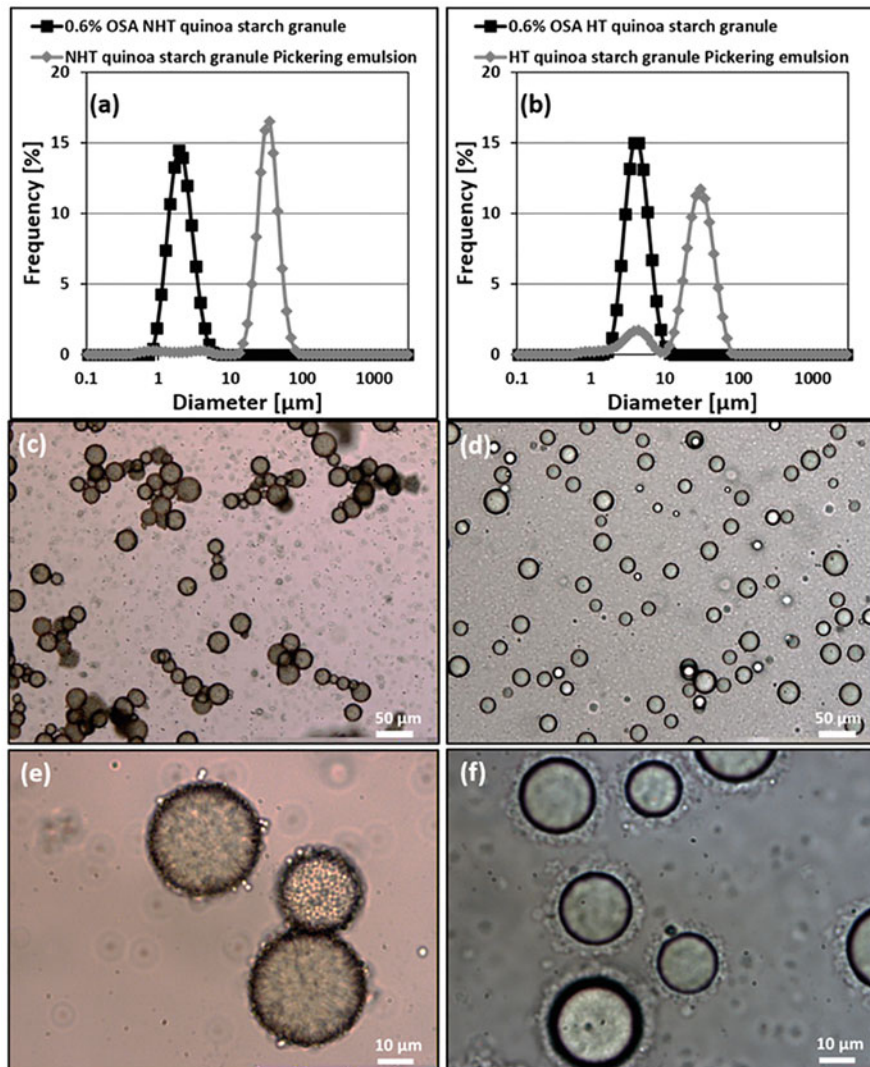 0.6% OSA NHT quinoa starch granule
NHT quinoa starch granule Pickering emulsion
(a)
20
15
10
5
0
Frequency [%]
0.1 1 10 100 1000
Diameter [µm]
0.6% OSA HT quinoa starch granule
HT quinoa starch granule Pickering emulsion
(b)
20
15
10
5
0
Frequency [%]
0.1 1 10 100 1000
Diameter [µm]
(c)
50 µm
(d)
50 µm
(e)
10 µm
(f)
10 µm